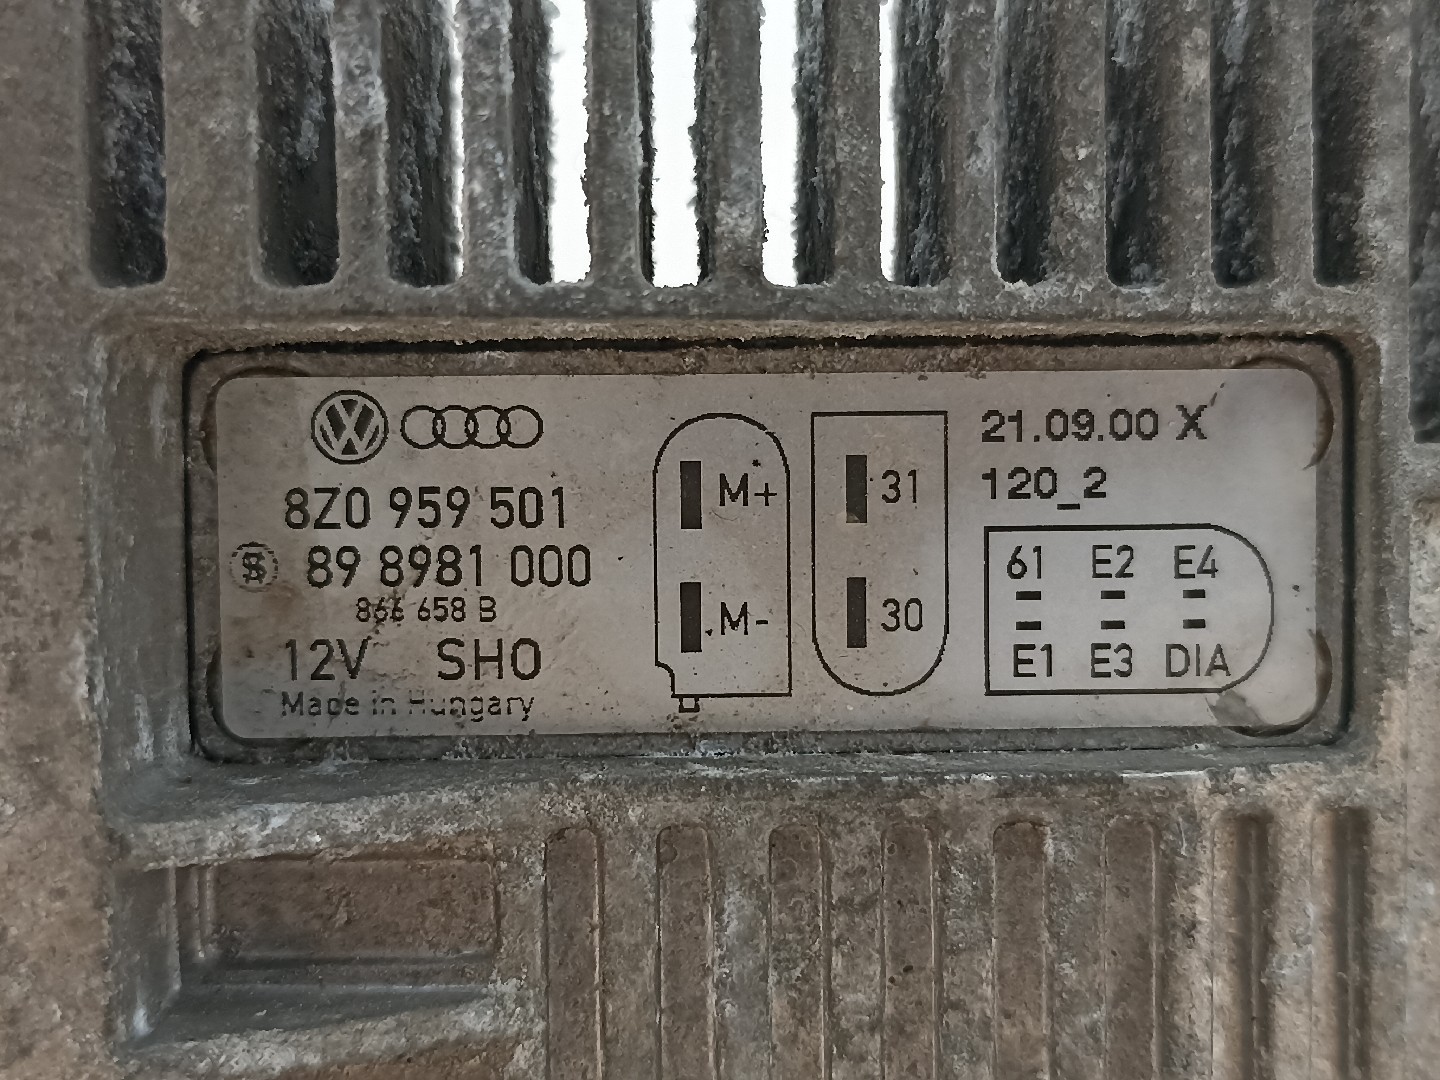 8Z0 959 501
89 8981 000
866 658 B
12V SHO
Made in Hungary
M+
M-
31
30
21.09.00 X
120_2
61 E2 E4
E1 E3 DIA